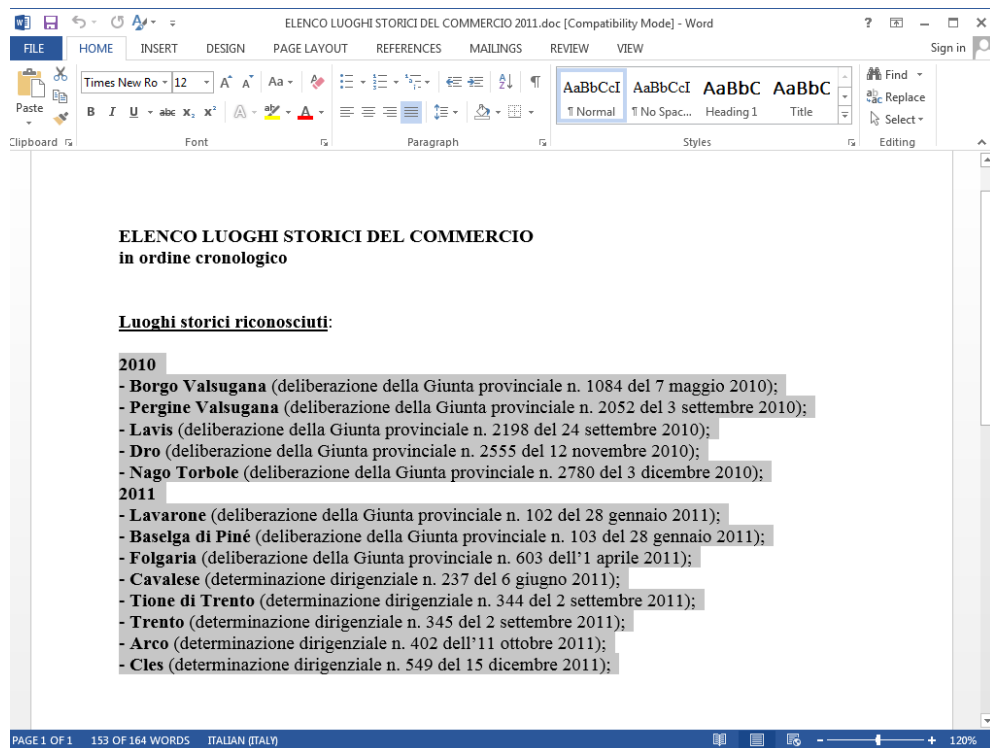 ELENCO LUOGHI STORICI DEL COMMERCIO 2011.doc [Compatibility Mode] - Word
FILE HOME INSERT DESIGN PAGE LAYOUT REFERENCES MAILINGS REVIEW VIEW Sign in
Paste
Times New Ro 12 Aa
B I U abc X₂ X² A
AaBbCcI AaBbCcI AaBbC AaBbC
¶ Normal ¶ No Spac... Heading 1 Title
Find
Replace
Select
Clipboard Font Paragraph Styles Editing
ELENCO LUOGHI STORICI DEL COMMERCIO
in ordine cronologico
Luoghi storici riconosciuti:
2010
- Borgo Valsugana (deliberazione della Giunta provinciale n. 1084 del 7 maggio 2010);
- Pergine Valsugana (deliberazione della Giunta provinciale n. 2052 del 3 settembre 2010);
- Lavis (deliberazione della Giunta provinciale n. 2198 del 24 settembre 2010);
- Dro (deliberazione della Giunta provinciale n. 2555 del 12 novembre 2010);
- Nago Torbole (deliberazione della Giunta provinciale n. 2780 del 3 dicembre 2010);
2011
- Lavarone (deliberazione della Giunta provinciale n. 102 del 28 gennaio 2011);
- Baselga di Piné (deliberazione della Giunta provinciale n. 103 del 28 gennaio 2011);
- Folgaria (deliberazione della Giunta provinciale n. 603 dell’1 aprile 2011);
- Cavalese (determinazione dirigenziale n. 237 del 6 giugno 2011);
- Tione di Trento (determinazione dirigenziale n. 344 del 2 settembre 2011);
- Trento (determinazione dirigenziale n. 345 del 2 settembre 2011);
- Arco (determinazione dirigenziale n. 402 dell’11 ottobre 2011);
- Cles (determinazione dirigenziale n. 549 del 15 dicembre 2011);
PAGE 1 OF 1 153 OF 164 WORDS ITALIAN (ITALY) 120%